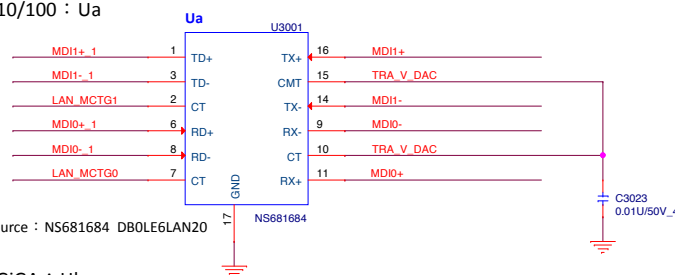 10/100：Ua
Ua
U3001
MDI1+_1 1 TD+ TX+ 16 MDI1+
MDI1-_1 3 TD- CMT 15 TRA_V_DAC
LAN_MCTG1 2 CT TX- 14 MDI1-
MDI0+_1 6 RD+ RX- 9 MDI0-
MDI0-_1 8 RD- CT 10 TRA_V_DAC
LAN_MCTG0 7 CT RX+ 11 MDI0+
GND
17
NS681684
C3023
0.01U/50V_4
urce：NS681684 DB0LE6LAN20